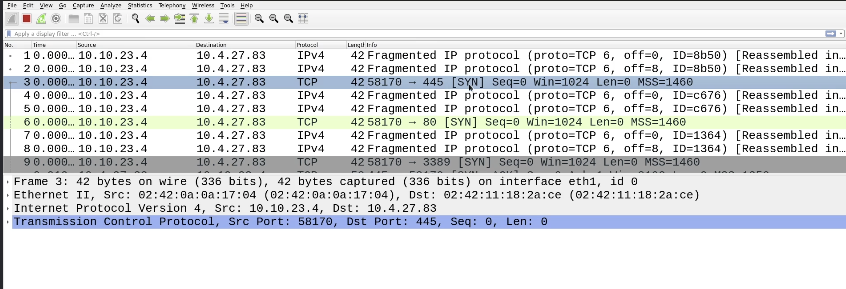 File Edit View Go Capture Analyze Statistics Telephony Wireless Tools Help
Apply a display filter ... <Ctrl-/>
No. Time Source Destination Protocol Length Info
1 0.000… 10.10.23.4 10.4.27.83 IPv4 42 Fragmented IP protocol (proto=TCP 6, off=0, ID=8b50) [Reassembled in…
2 0.000… 10.10.23.4 10.4.27.83 IPv4 42 Fragmented IP protocol (proto=TCP 6, off=8, ID=8b50) [Reassembled in…
3 0.000… 10.10.23.4 10.4.27.83 TCP 42 58170 → 445 [SYN] Seq=0 Win=1024 Len=0 MSS=1460
4 0.000… 10.10.23.4 10.4.27.83 IPv4 42 Fragmented IP protocol (proto=TCP 6, off=0, ID=c676) [Reassembled in…
5 0.000… 10.10.23.4 10.4.27.83 IPv4 42 Fragmented IP protocol (proto=TCP 6, off=8, ID=c676) [Reassembled in…
6 0.000… 10.10.23.4 10.4.27.83 TCP 42 58170 → 80 [SYN] Seq=0 Win=1024 Len=0 MSS=1460
7 0.000… 10.10.23.4 10.4.27.83 IPv4 42 Fragmented IP protocol (proto=TCP 6, off=0, ID=1364) [Reassembled in…
8 0.000… 10.10.23.4 10.4.27.83 IPv4 42 Fragmented IP protocol (proto=TCP 6, off=8, ID=1364) [Reassembled in…
9 0.000… 10.10.23.4 10.4.27.83 TCP 42 58170 → 3389 [SYN] Seq=0 Win=1024 Len=0 MSS=1460
Frame 3: 42 bytes on wire (336 bits), 42 bytes captured (336 bits) on interface eth1, id 0
Ethernet II, Src: 02:42:0a:0a:17:04 (02:42:0a:0a:17:04), Dst: 02:42:11:18:2a:ce (02:42:11:18:2a:ce)
Internet Protocol Version 4, Src: 10.10.23.4, Dst: 10.4.27.83
Transmission Control Protocol, Src Port: 58170, Dst Port: 445, Seq: 0, Len: 0